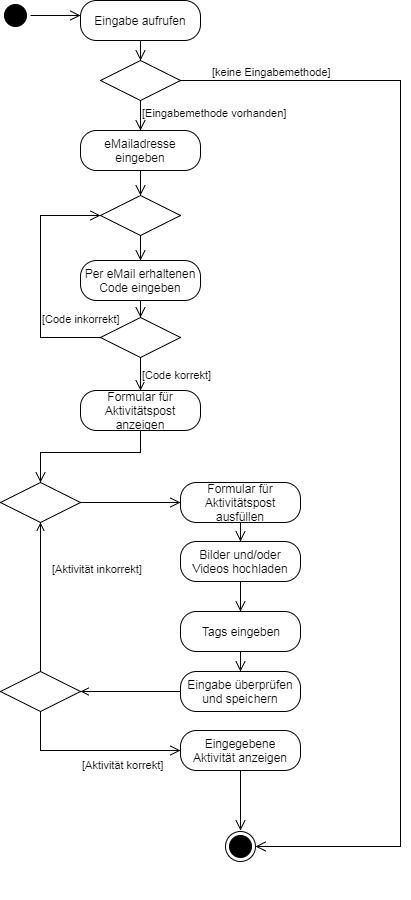 Eingabe aufrufen
[keine Eingabemethode]
[Eingabemethode vorhanden]
eMailadresse
eingeben
Per eMail erhaltenen
Code eingeben
[Code inkorrekt]
[Code korrekt]
Formular für
Aktivitätspost
anzeigen
Formular für
Aktivitätspost
ausfüllen
Bilder und/oder
Videos hochladen
[Aktivität inkorrekt]
Tags eingeben
Eingabe überprüfen
und speichern
Eingegebene
Aktivität anzeigen
[Aktivität korrekt]